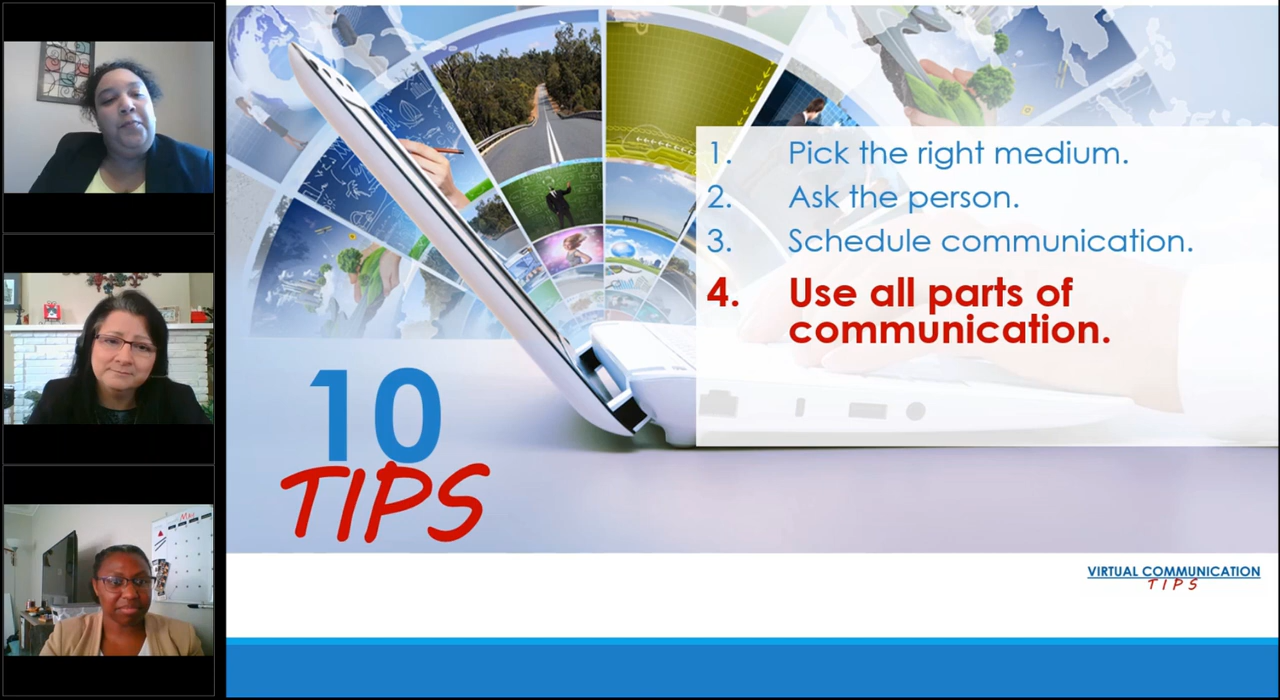 1. Pick the right medium.
2. Ask the person.
3. Schedule communication.
4. Use all parts of
communication.
10
TIPS
VIRTUAL COMMUNICATION
TIPS